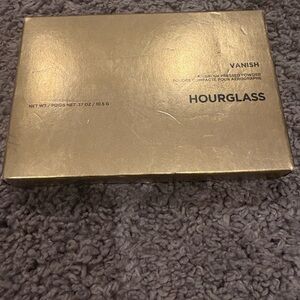 VANISH
AIRBRUSH PRESSED POWDER
POUDRE COMPACTE POUR AEROGRAPHE
NET WT / POIDS NET .37 OZ / 10.5 G
HOURGLASS